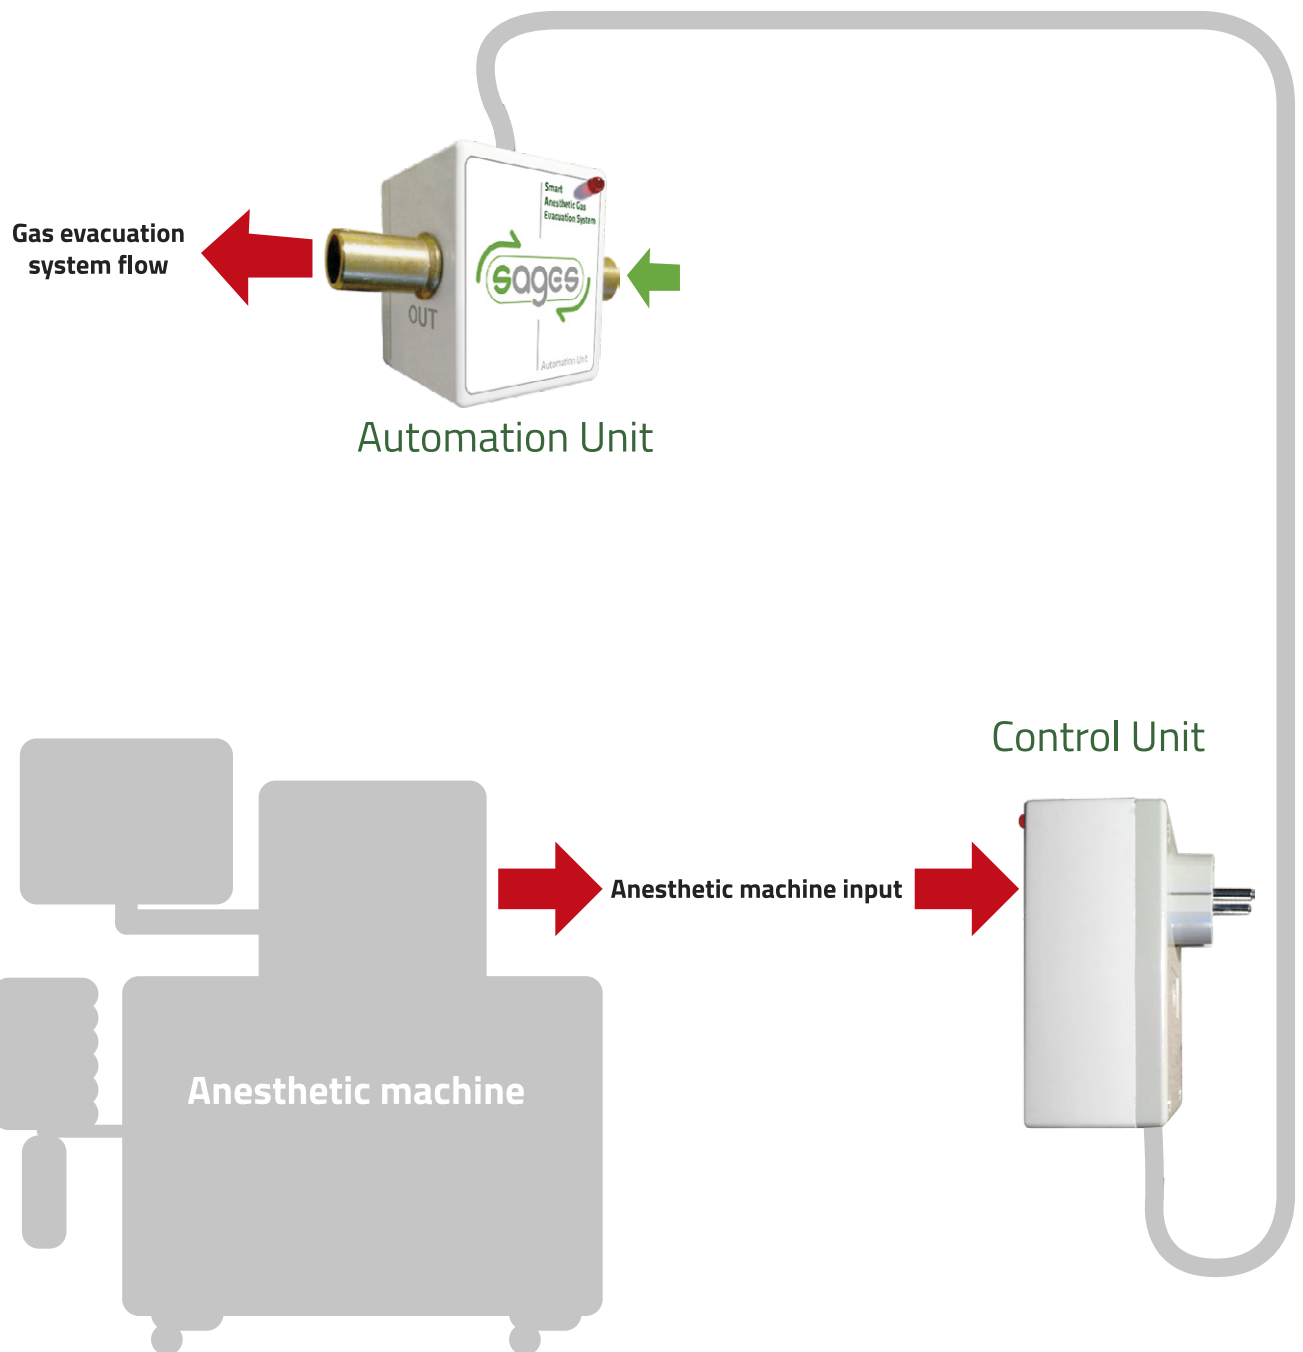 Gas evacuation
system flow
Smart
Anesthetic Gas
Evacuation System
sages
OUT
Automation Unit
Automation Unit
Control Unit
Anesthetic machine input
Anesthetic machine